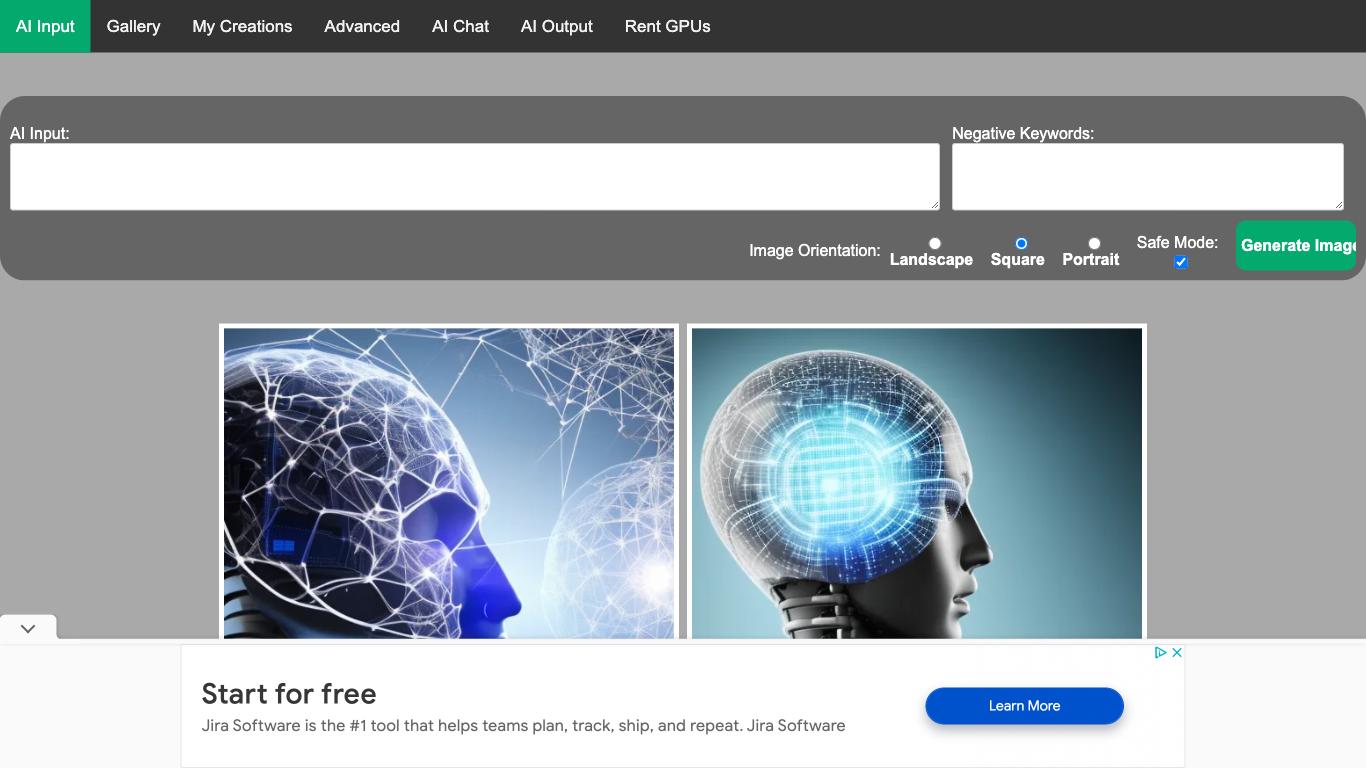 AI Input Gallery My Creations Advanced AI Chat AI Output Rent GPUs
AI Input: Negative Keywords:
Image Orientation: Landscape Square Portrait Safe Mode: Generate Image
Start for free
Jira Software is the #1 tool that helps teams plan, track, ship, and repeat. Jira Software
Learn More